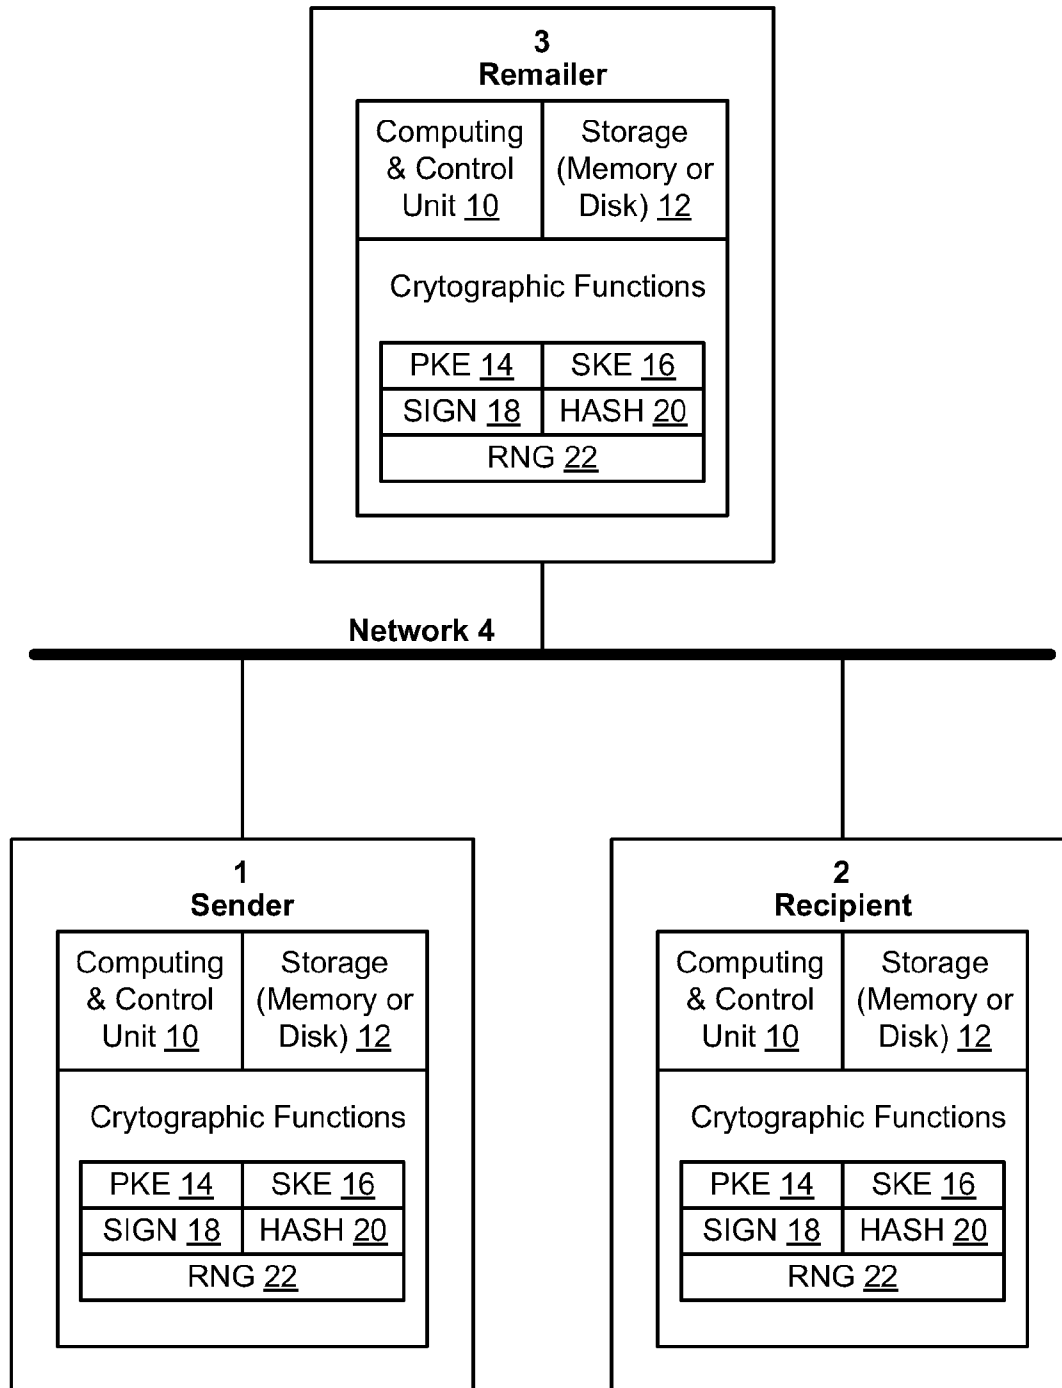 3
Remailer
Computing
& Control
Unit 10
Storage
(Memory or
Disk) 12
Crytographic Functions
PKE 14
SKE 16
SIGN 18
HASH 20
RNG 22
Network 4
1
Sender
Computing
& Control
Unit 10
Storage
(Memory or
Disk) 12
Crytographic Functions
PKE 14
SKE 16
SIGN 18
HASH 20
RNG 22
2
Recipient
Computing
& Control
Unit 10
Storage
(Memory or
Disk) 12
Crytographic Functions
PKE 14
SKE 16
SIGN 18
HASH 20
RNG 22